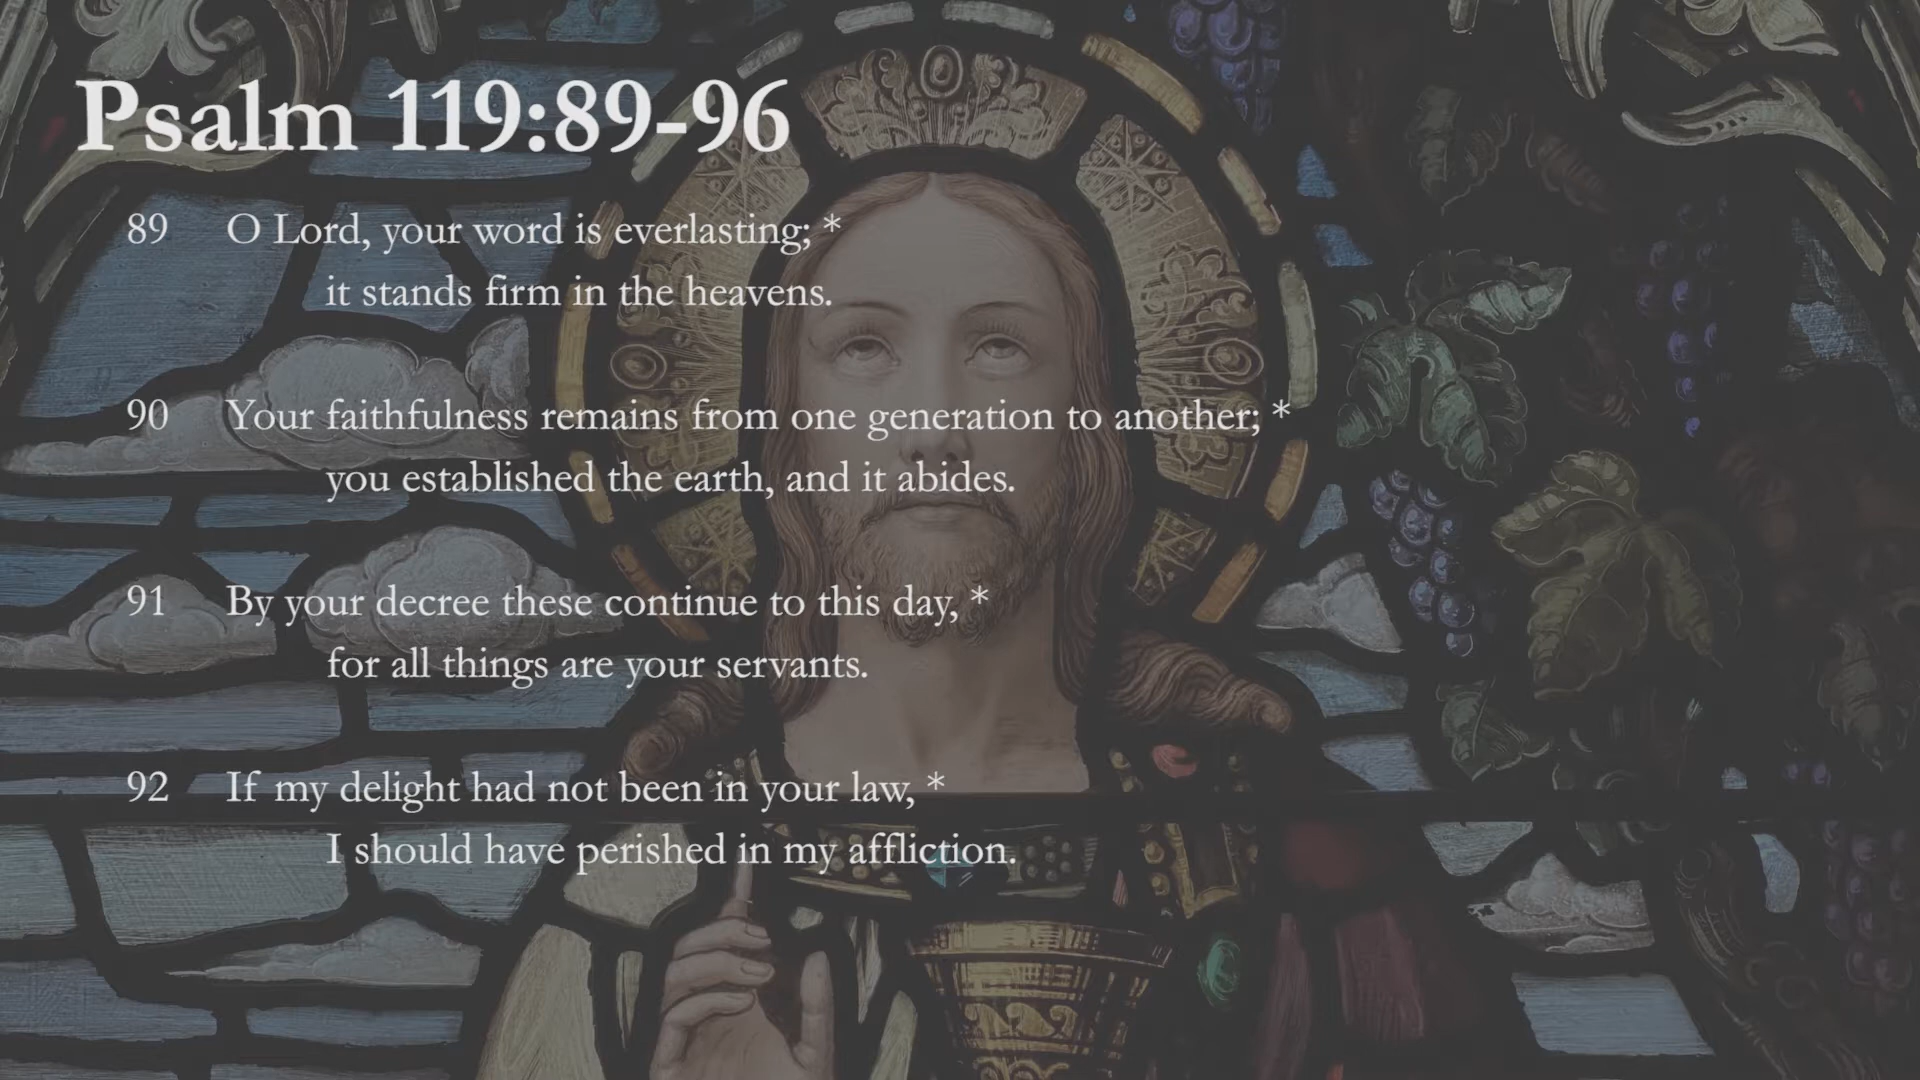 Psalm 119:89-96
89 O Lord, your word is everlasting; *
it stands firm in the heavens.
90 Your faithfulness remains from one generation to another; *
you established the earth, and it abides.
91 By your decree these continue to this day, *
for all things are your servants.
92 If my delight had not been in your law, *
I should have perished in my affliction.